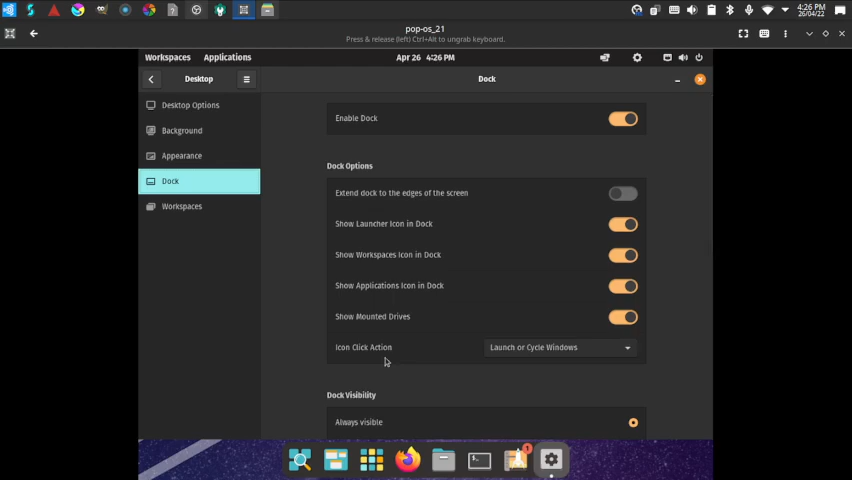 4:26 PM
26/04/22
pop-os_21
Press & release (left) Ctrl+Alt to ungrab keyboard.
Workspaces Applications Apr 26 4:26 PM
Desktop Dock
Desktop Options
Background
Appearance
Dock
Workspaces
Enable Dock
Dock Options
Extend dock to the edges of the screen
Show Launcher Icon in Dock
Show Workspaces Icon in Dock
Show Applications Icon in Dock
Show Mounted Drives
Icon Click Action Launch or Cycle Windows
Dock Visibility
Always visible
1